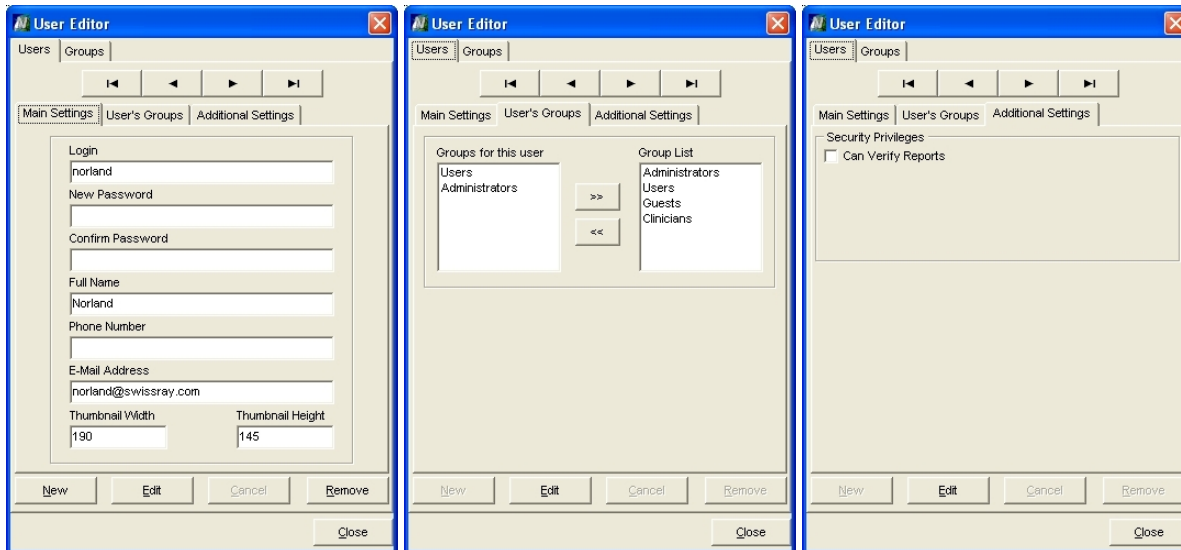 User Editor
Users Groups
Main Settings User's Groups Additional Settings
Login
norland
New Password
Confirm Password
Full Name
Norland
Phone Number
E-Mail Address
norland@swissray.com
Thumbnail Width Thumbnail Height
190 145
New Edit Cancel Remove
Close
User Editor
Users Groups
Main Settings User's Groups Additional Settings
Groups for this user Group List
Users Administrators
Administrators Users
Guests
Clinicians
>>
<<
New Edit Cancel Remove
Close
User Editor
Users Groups
Main Settings User's Groups Additional Settings
Security Privileges
Can Verify Reports
New Edit Cancel Remove
Close